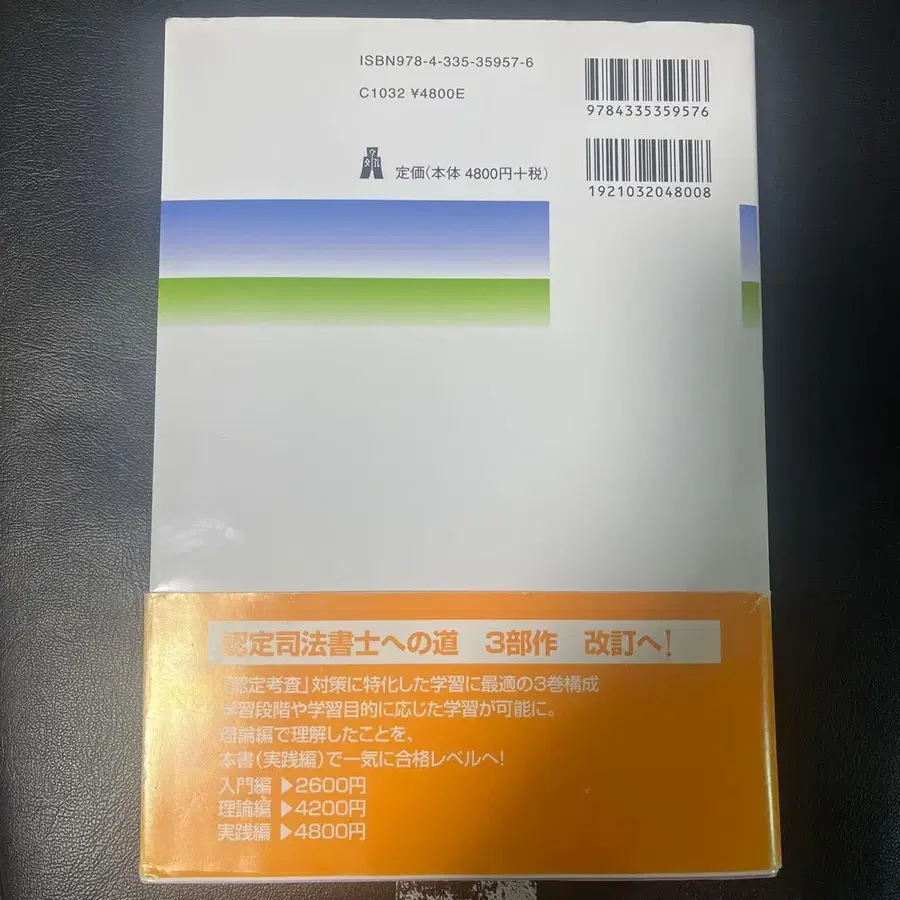 ISBN978-4-335-35957-6
C1032 ¥4800E
9784335359576
定価(本体 4800円+税)
1921032048008
認定司法書士への道 3部作 改訂へ!
「認定考査」対策に特化した学習に最適の3巻構成
学習段階や学習目的に応じた学習が可能に。
理論編で理解したことを、
本書(実践編)で一気に合格レベルへ!
入門編 ▶2600円
理論編 ▶4200円
実践編 ▶4800円